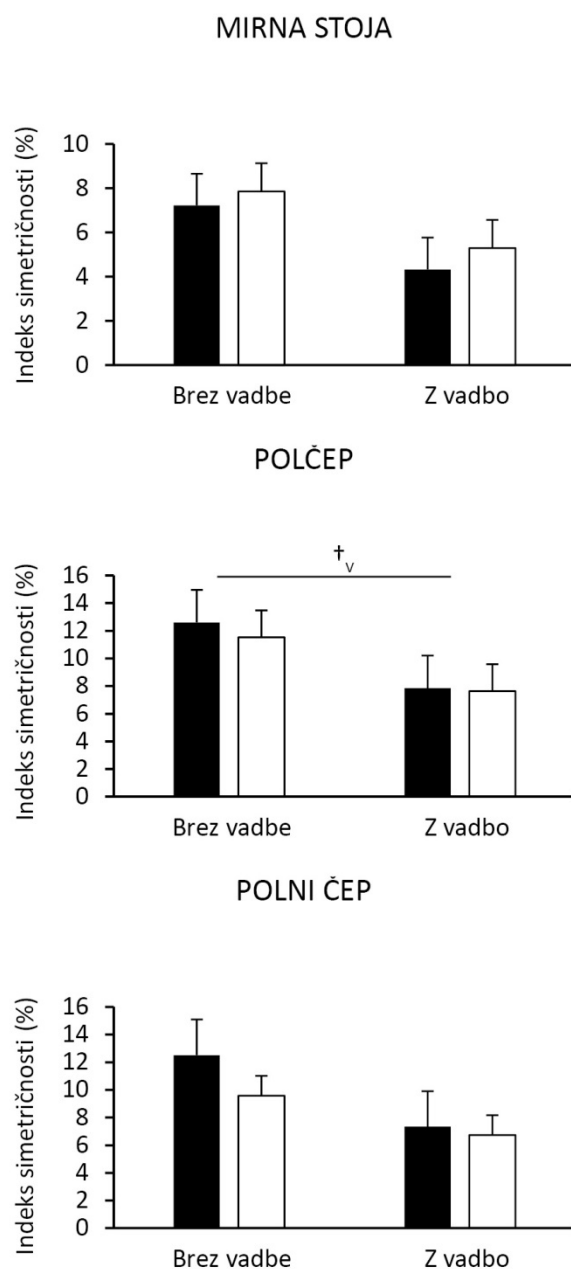 MIRNA STOJA
Indeks simetričnosti (%)
10
8
6
4
2
0
Brez vadbe
Z vadbo
POLČEP
†v
Indeks simetričnosti (%)
16
14
12
10
8
6
4
2
0
Brez vadbe
Z vadbo
POLNI ČEP
Indeks simetričnosti (%)
16
14
12
10
8
6
4
2
0
Brez vadbe
Z vadbo